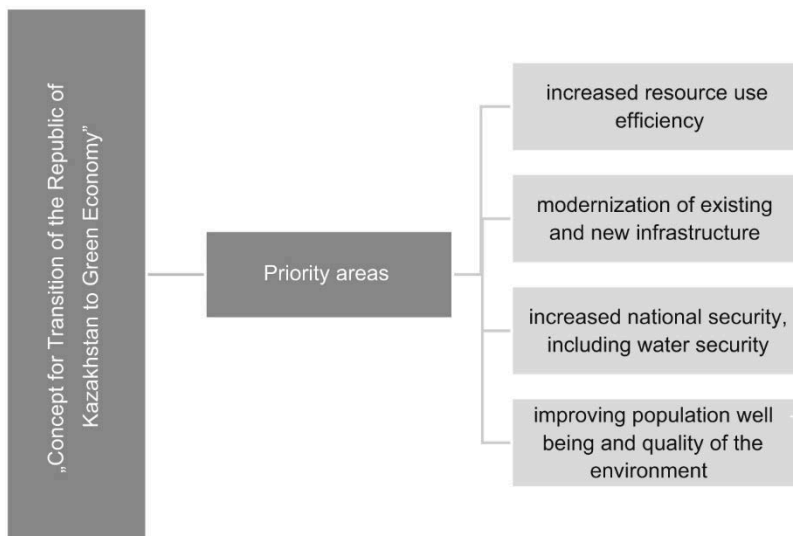 „Concept for Transition of the Republic of
Kazakhstan to Green Economy”
Priority areas
increased resource use
efficiency
modernization of existing
and new infrastructure
increased national security,
including water security
improving population well
being and quality of the
environment